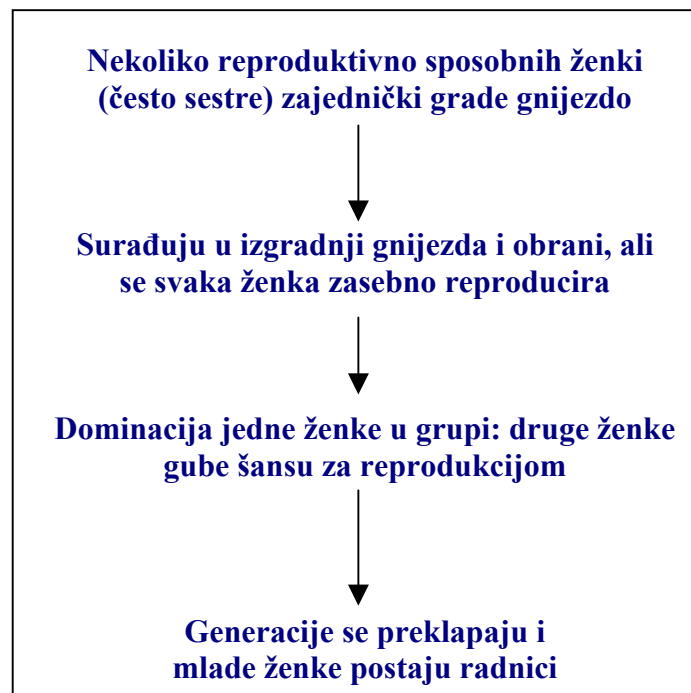 Nekoliko reproduktivno sposobnih ženki
(često sestre) zajednički grade gnijezdo
Surađuju u izgradnji gnijezda i obrani, ali
se svaka ženka zasebno reproducira
Dominacija jedne ženke u grupi: druge ženke
gube šansu za reprodukcijom
Generacije se preklapaju i
mlade ženke postaju radnici